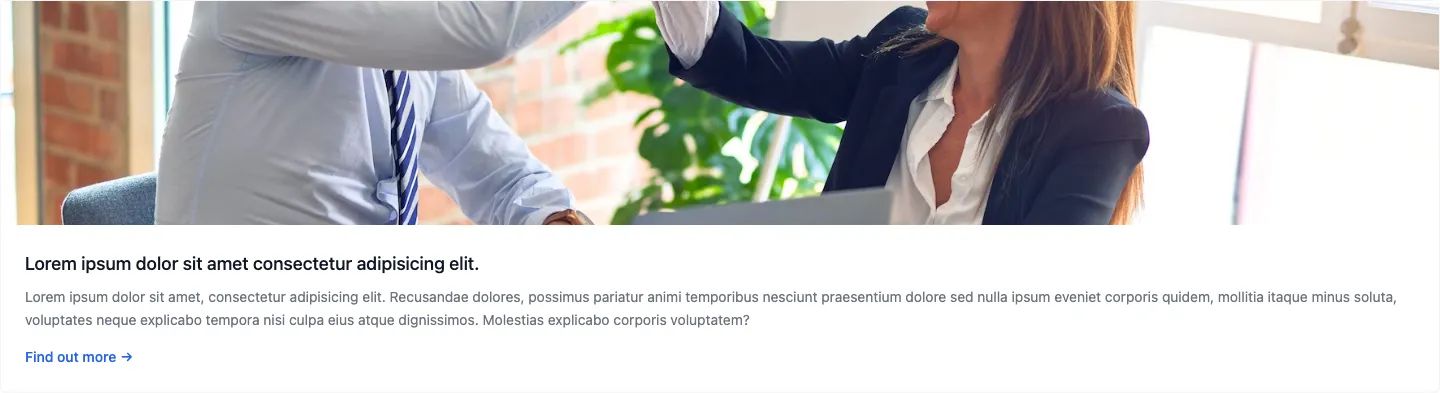 Lorem ipsum dolor sit amet consectetur adipisicing elit.
Lorem ipsum dolor sit amet, consectetur adipisicing elit. Recusandae dolores, possimus pariatur animi temporibus nesciunt praesentium dolore sed nulla ipsum eveniet corporis quidem, mollitia itaque minus soluta,
voluptates neque explicabo tempora nisi culpa eius atque dignissimos. Molestias explicabo corporis voluptatem?
Find out more →